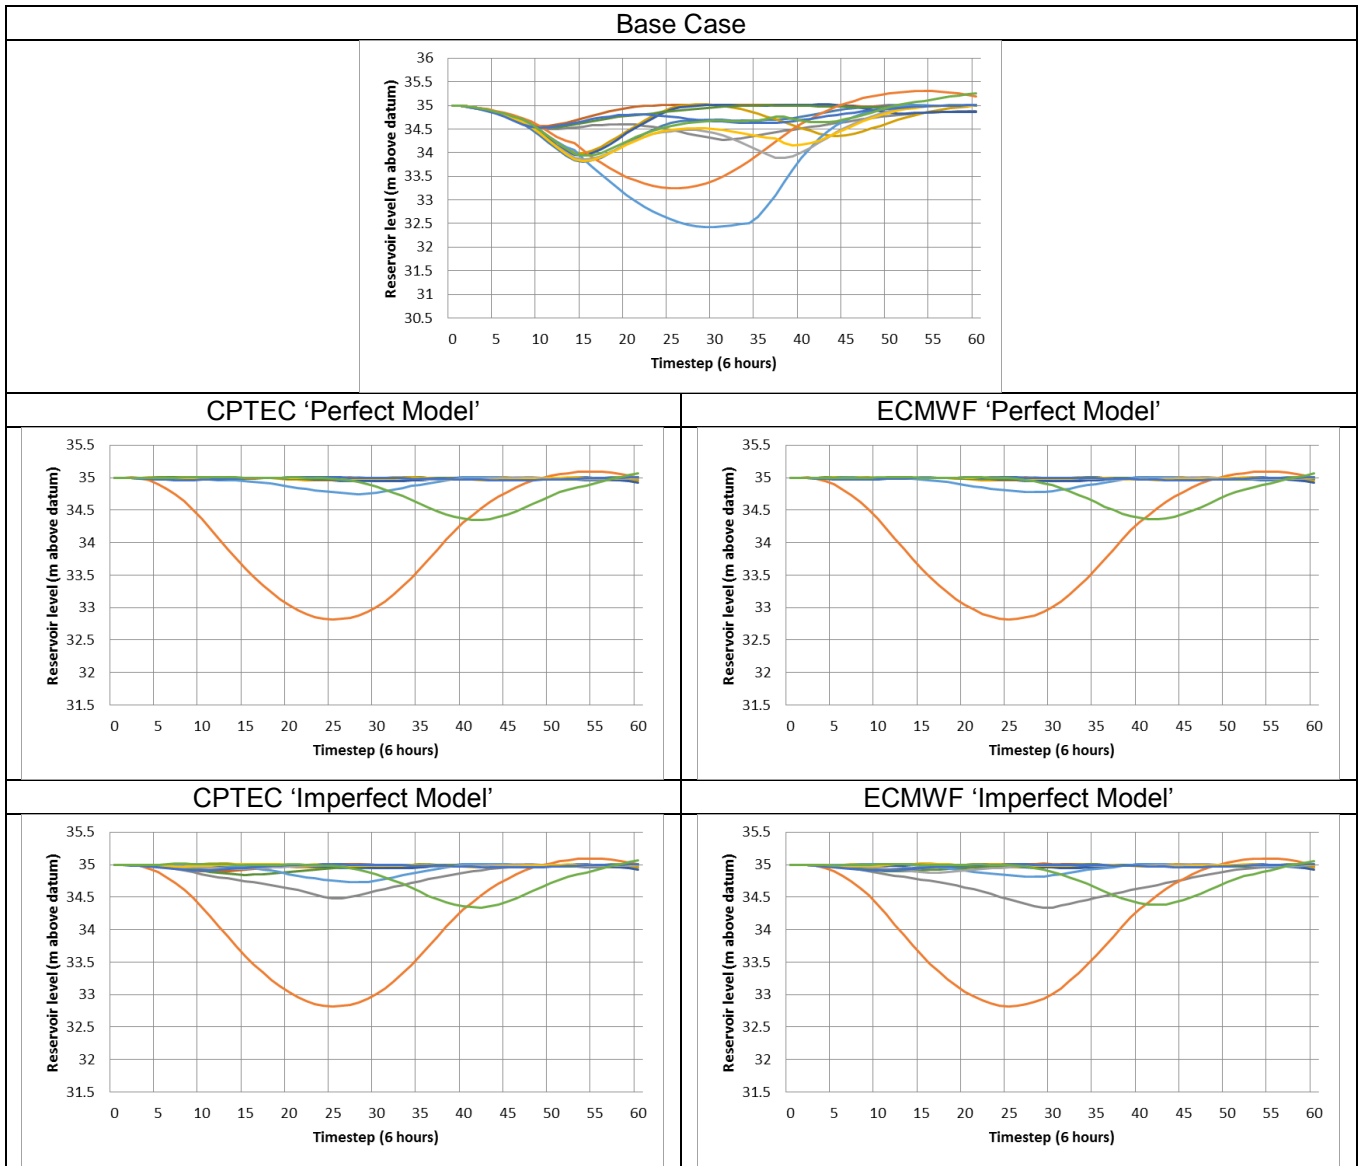 Base Case
36
35.5
35
34.5
34
33.5
33
32.5
32
31.5
31
30.5
Reservoir level (m above datum)
0 5 10 15 20 25 30 35 40 45 50 55 60
Timestep (6 hours)
CPTEC ‘Perfect Model’
35.5
35
34.5
34
33.5
33
32.5
32
31.5
Reservoir level (m above datum)
0 5 10 15 20 25 30 35 40 45 50 55 60
Timestep (6 hours)
ECMWF ‘Perfect Model’
35.5
35
34.5
34
33.5
33
32.5
32
31.5
Reservoir level (m above datum)
0 5 10 15 20 25 30 35 40 45 50 55 60
Timestep (6 hours)
CPTEC ‘Imperfect Model’
35.5
35
34.5
34
33.5
33
32.5
32
31.5
Reservoir level (m above datum)
0 5 10 15 20 25 30 35 40 45 50 55 60
Timestep (6 hours)
ECMWF ‘Imperfect Model’
35.5
35
34.5
34
33.5
33
32.5
32
31.5
Reservoir level (m above datum)
0 5 10 15 20 25 30 35 40 45 50 55 60
Timestep (6 hours)